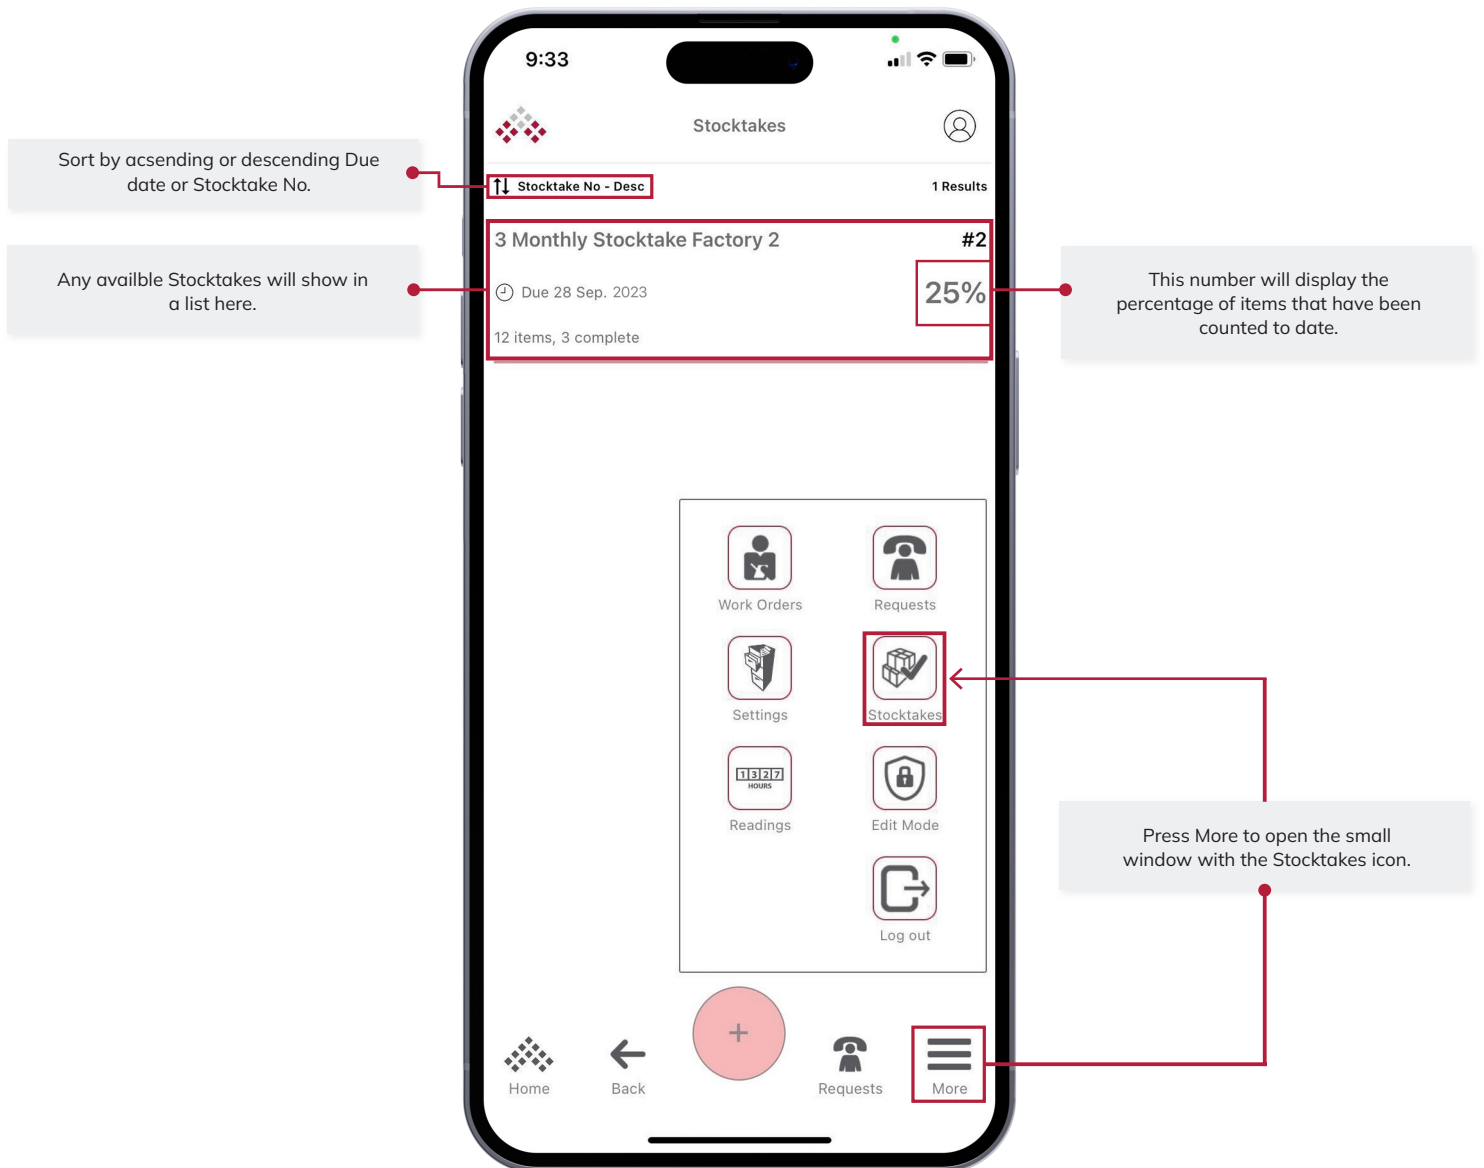 9:33
Stocktakes
Sort by acsending or descending Due
date or Stocktake No.
Stocktake No - Desc
1 Results
3 Monthly Stocktake Factory 2
#2
Any availble Stocktakes will show in
a list here.
Due 28 Sep. 2023
25%
This number will display the
percentage of items that have been
counted to date.
12 items, 3 complete
Work Orders
Requests
Settings
Stocktakes
1327
HOURS
Readings
Edit Mode
Press More to open the small
window with the Stocktakes icon.
Log out
+
Home
Back
Requests
More